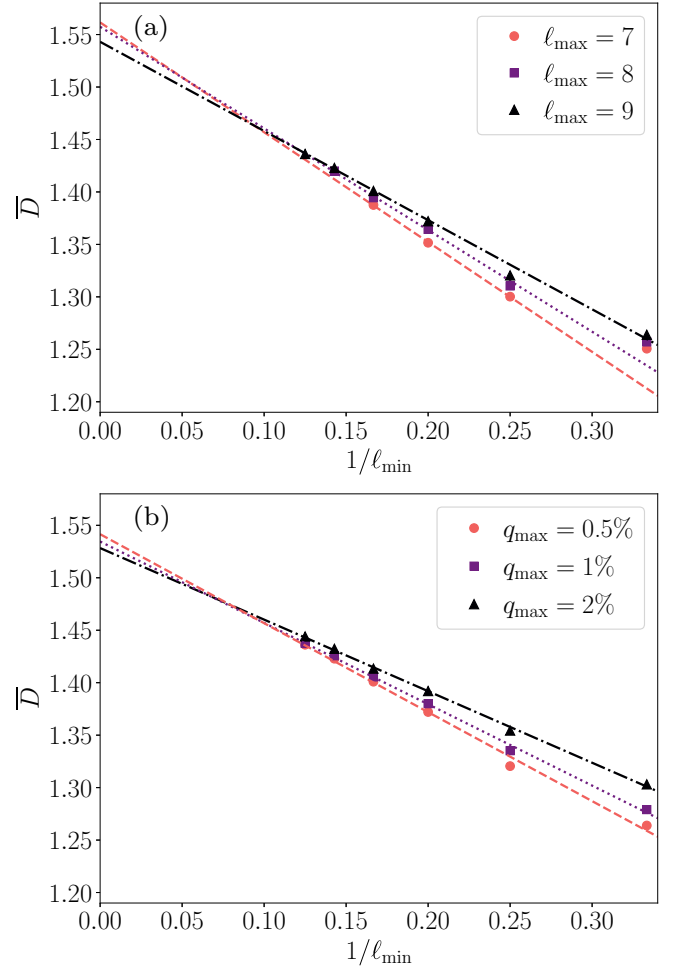 (a)
ℓmax = 7
ℓmax = 8
ℓmax = 9
1.55
1.50
1.45
1.40
1.35
1.30
1.25
1.20
D̅
0.00 0.05 0.10 0.15 0.20 0.25 0.30
1/ℓmin
(b)
qmax = 0.5%
qmax = 1%
qmax = 2%
1.55
1.50
1.45
1.40
1.35
1.30
1.25
1.20
D̅
0.00 0.05 0.10 0.15 0.20 0.25 0.30
1/ℓmin